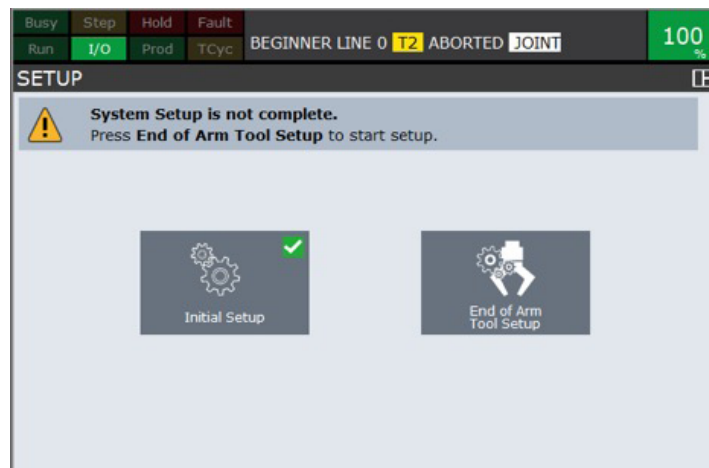 Busy Step Hold Fault
Run I/O Prod TCyc
BEGINNER LINE 0 T2 ABORTED JOINT
100
%
SETUP
System Setup is not complete.
Press End of Arm Tool Setup to start setup.
Initial Setup
End of Arm
Tool Setup